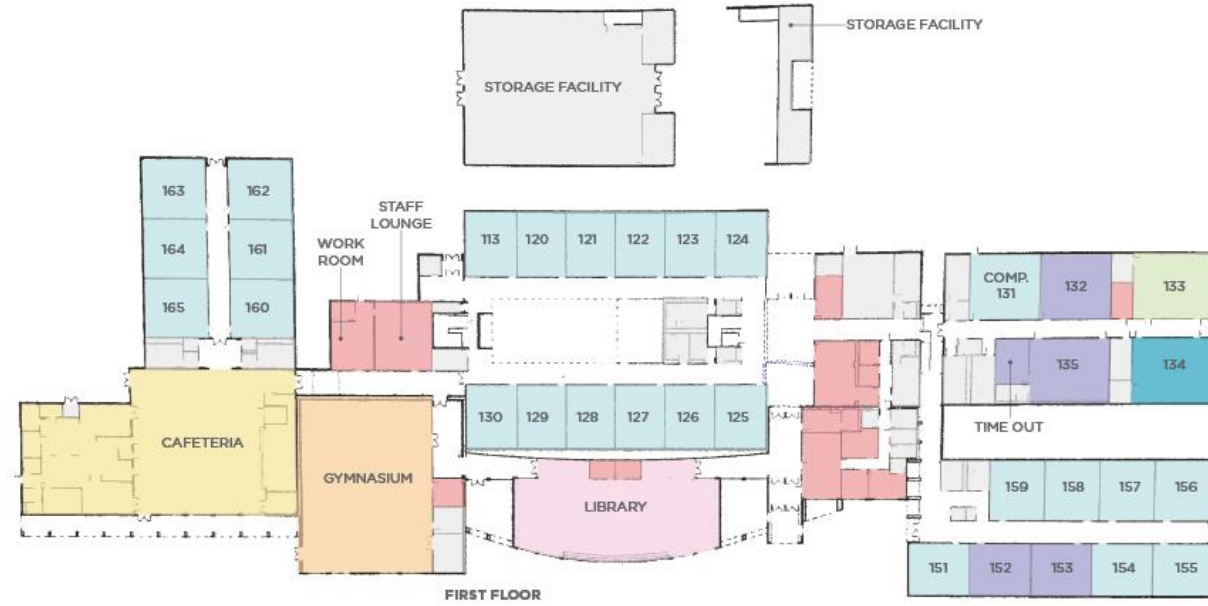 STORAGE FACILITY
STORAGE FACILITY
163
162
164
161
165
160
WORK
ROOM
STAFF
LOUNGE
113
120
121
122
123
124
COMP.
131
132
133
135
134
TIME OUT
130
129
128
127
126
125
CAFETERIA
GYMNASIUM
LIBRARY
159
158
157
156
151
152
153
154
155
FIRST FLOOR